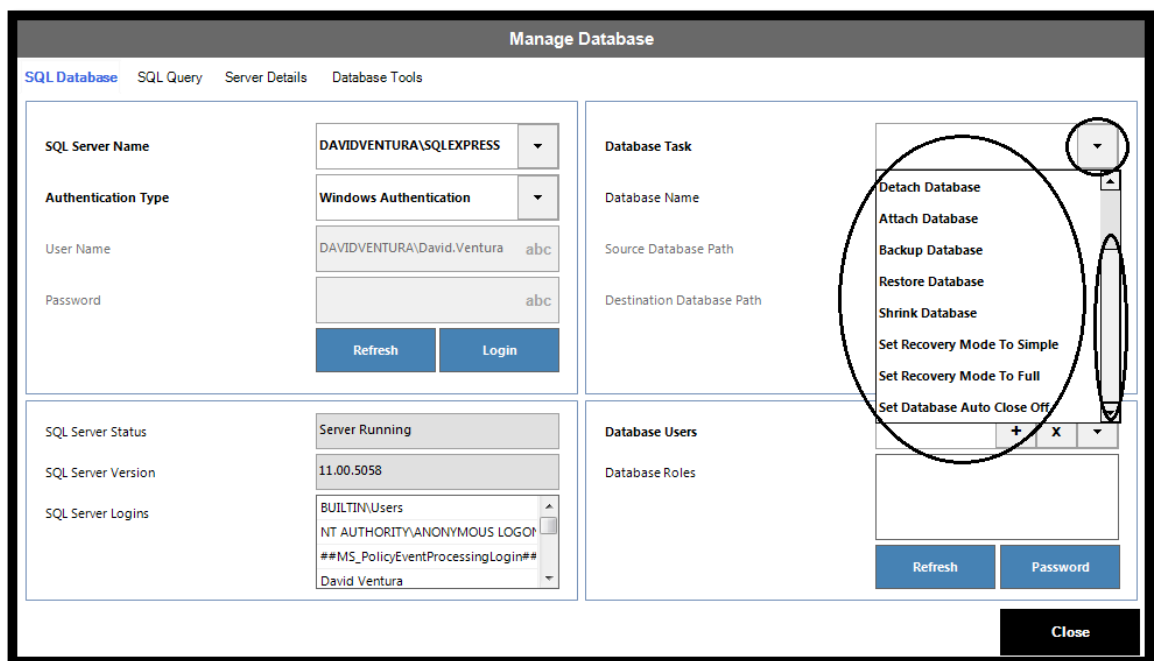 Manage Database
SQL Database SQL Query Server Details Database Tools
SQL Server Name DAVIDVENTURA\SQLEXPRESS
Authentication Type Windows Authentication
User Name DAVIDVENTURA\David.Ventura abc
Password abc
Refresh Login
Database Task
Database Name
Source Database Path
Destination Database Path
Detach Database
Attach Database
Backup Database
Restore Database
Shrink Database
Set Recovery Mode To Simple
Set Recovery Mode To Full
Set Database Auto Close Off
SQL Server Status Server Running
SQL Server Version 11.00.5058
SQL Server Logins BUILTIN\Users
NT AUTHORITY\ANONYMOUS LOGON
##MS_PolicyEventProcessingLogin##
David Ventura
Database Users + x
Database Roles
Refresh Password
Close